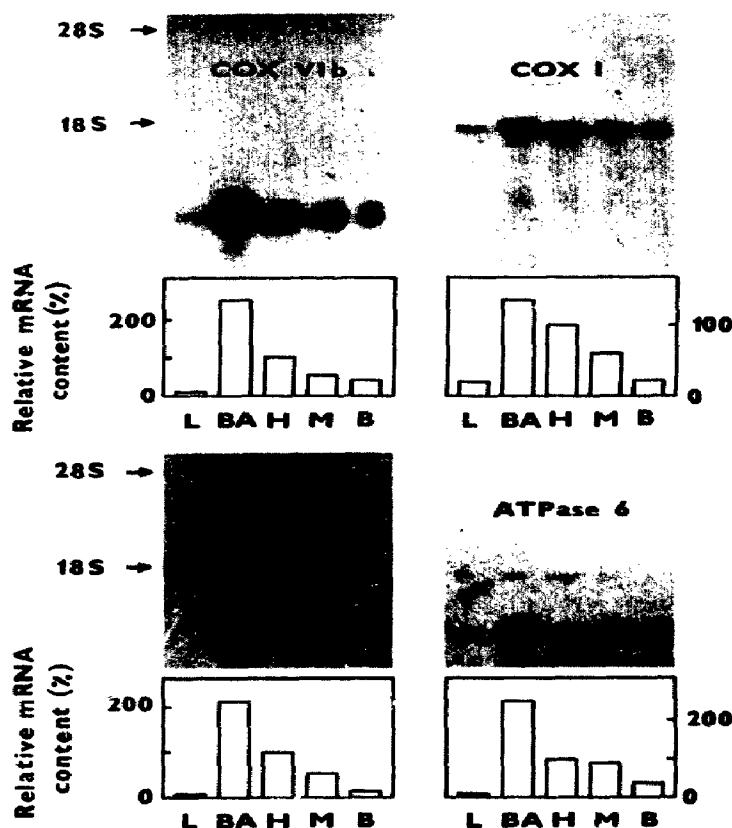 28S →
COX VIb
COX I
18S →
Relative mRNA
content (%)
200
0
100
0
L BA H M B
L BA H M B
28S →
ATPase 6
18S →
Relative mRNA
content (%)
200
0
200
0
L BA H M B
L BA H M B